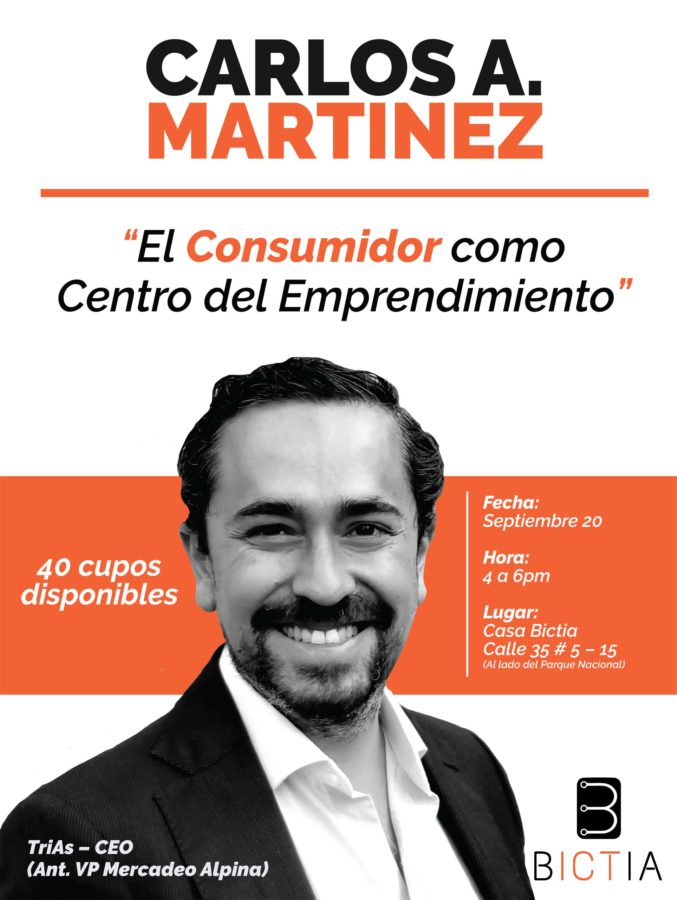 CARLOS A.
MARTINEZ
“El Consumidor como
Centro del Emprendimiento”
40 cupos
disponibles
Fecha:
Septiembre 20
Hora:
4 a 6pm
Lugar:
Casa Bictia
Calle 35 # 5 – 15
(Al lado del Parque Nacional)
TriAs – CEO
(Ant. VP Mercadeo Alpina)
BICTIA